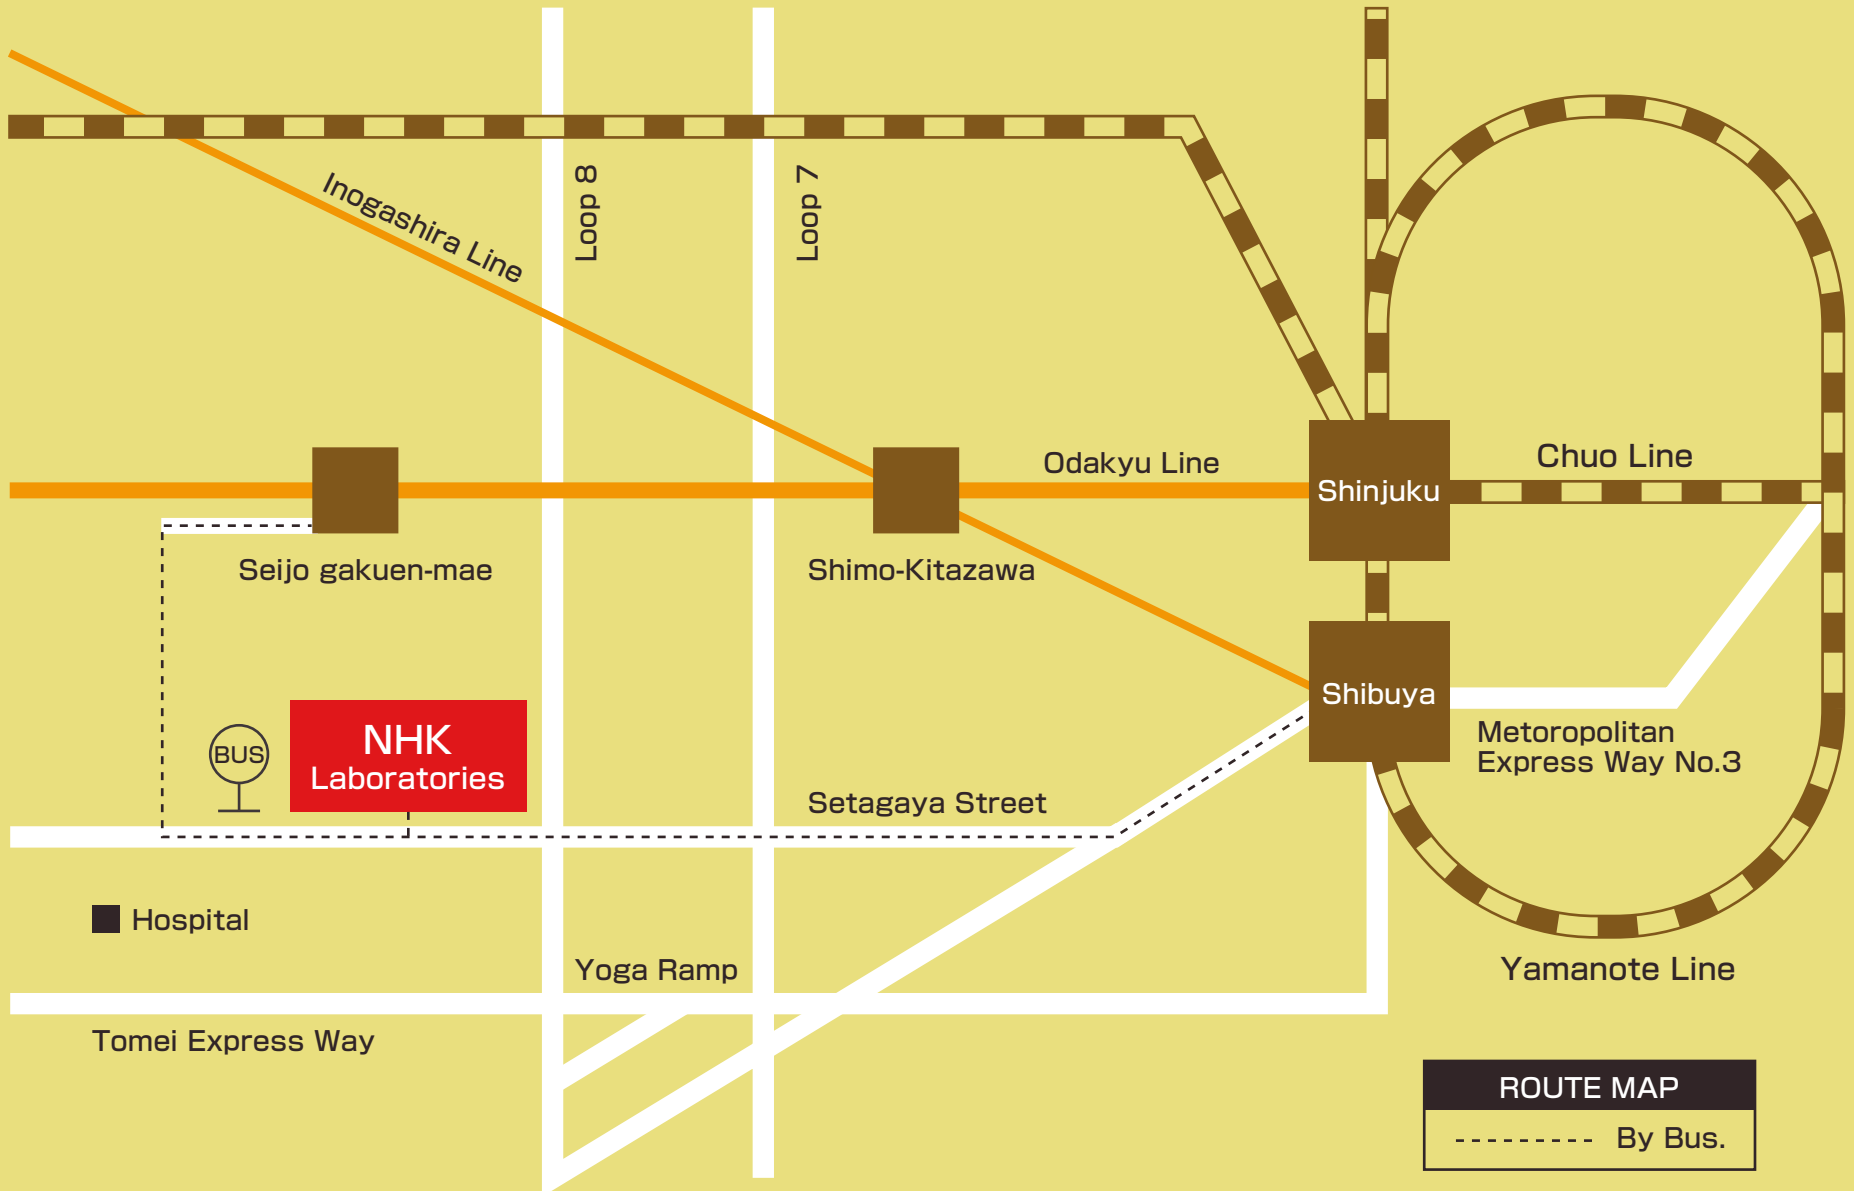 Inogashira Line
Loop 8
Loop 7
Odakyu Line
Shinjuku
Chuo Line
Seijo gakuen-mae
Shimo-Kitazawa
Shibuya
Metoropolitan
Express Way No.3
BUS
NHK
Laboratories
Setagaya Street
Hospital
Yoga Ramp
Yamanote Line
Tomei Express Way
ROUTE MAP
By Bus.